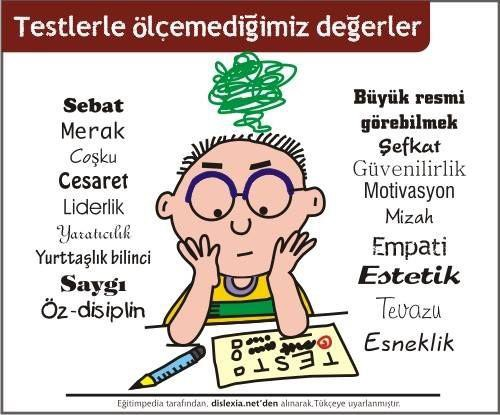 Testlerle ölçemediğimiz değerler
Sebat
Merak
Coşku
Cesaret
Liderlik
Yaratıcılık
Yurttaşlık bilinci
Saygı
Öz-disiplin
Büyük resmi
görebilmek
Şefkat
Güvenilirlik
Motivasyon
Mizah
Empati
Estetik
Tevazu
Esneklik
TEST
Eğitimpedia tarafından, dislexia.net'den alınarak,Tükçeye uyarlanmıştır.